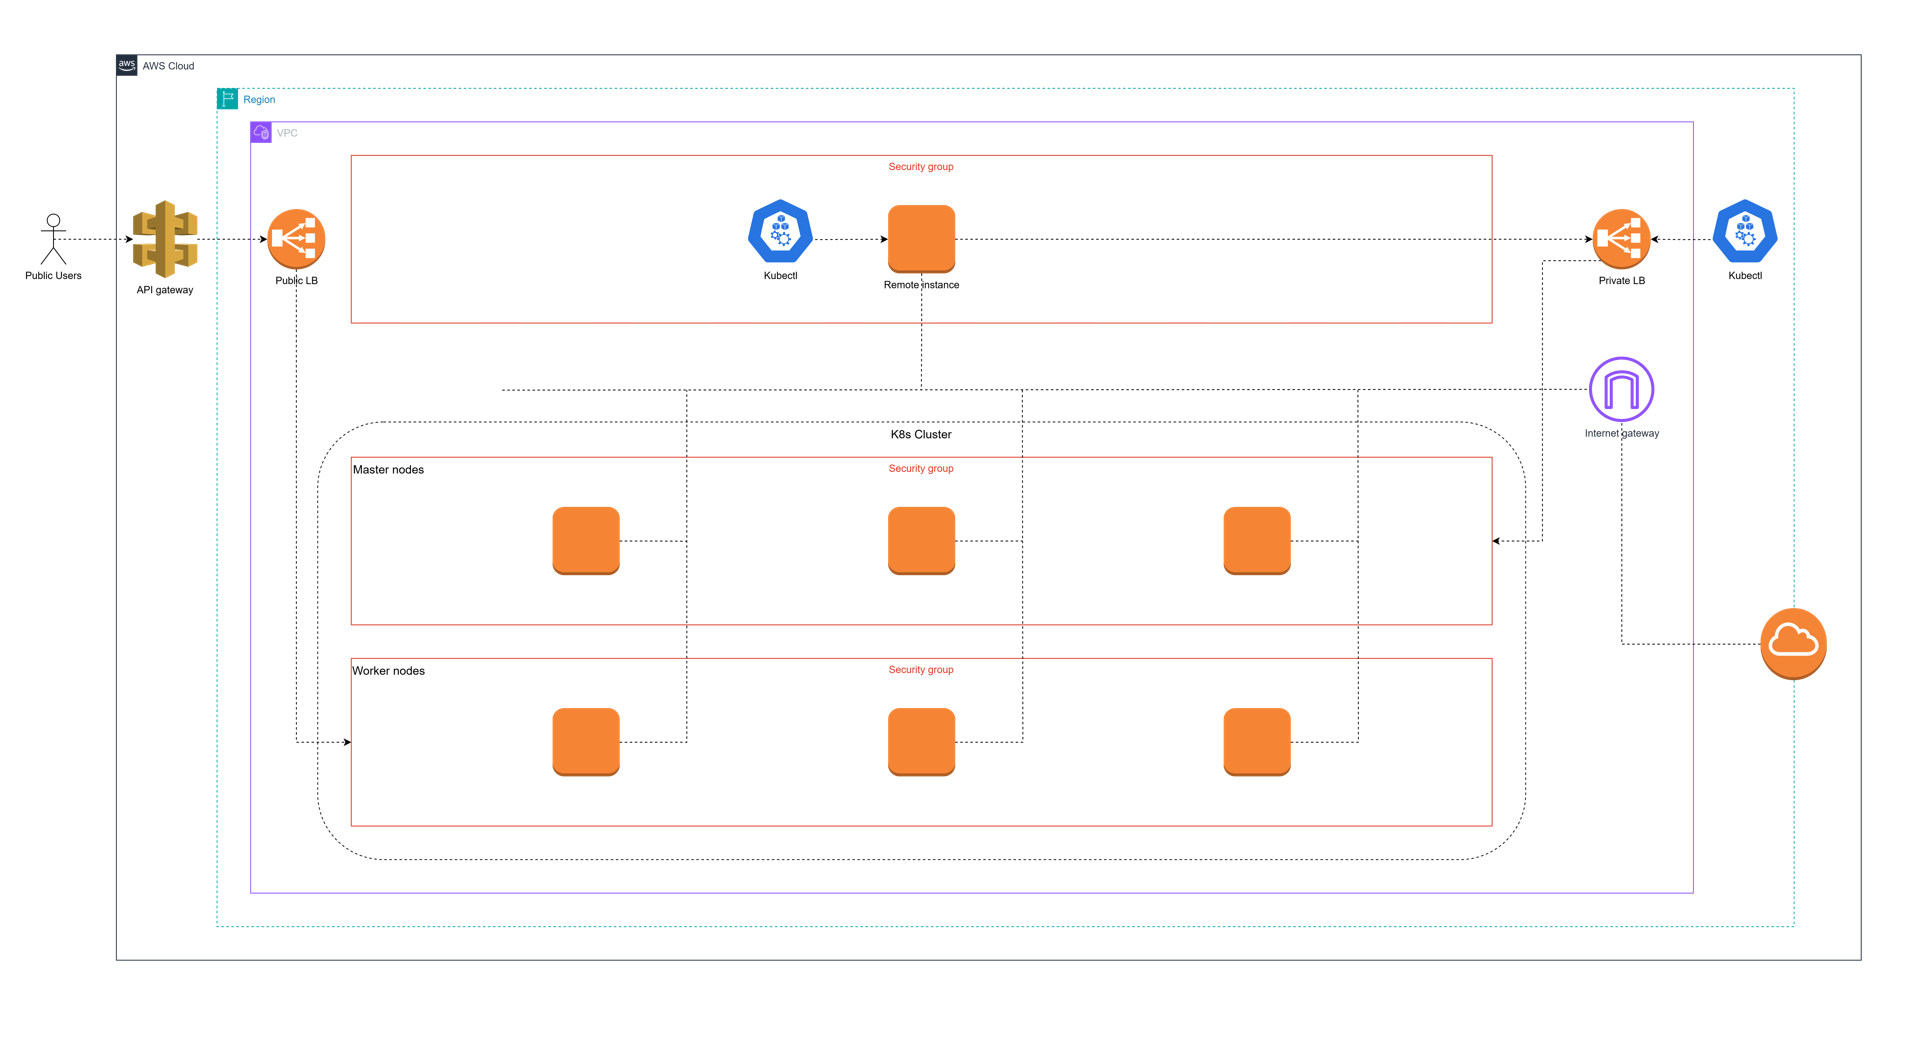 aws
AWS Cloud
Region
VPC
Security group
Public Users
API gateway
Public LB
Kubectl
Remote instance
Private LB
Kubectl
Internet gateway
K8s Cluster
Master nodes
Security group
Worker nodes
Security group